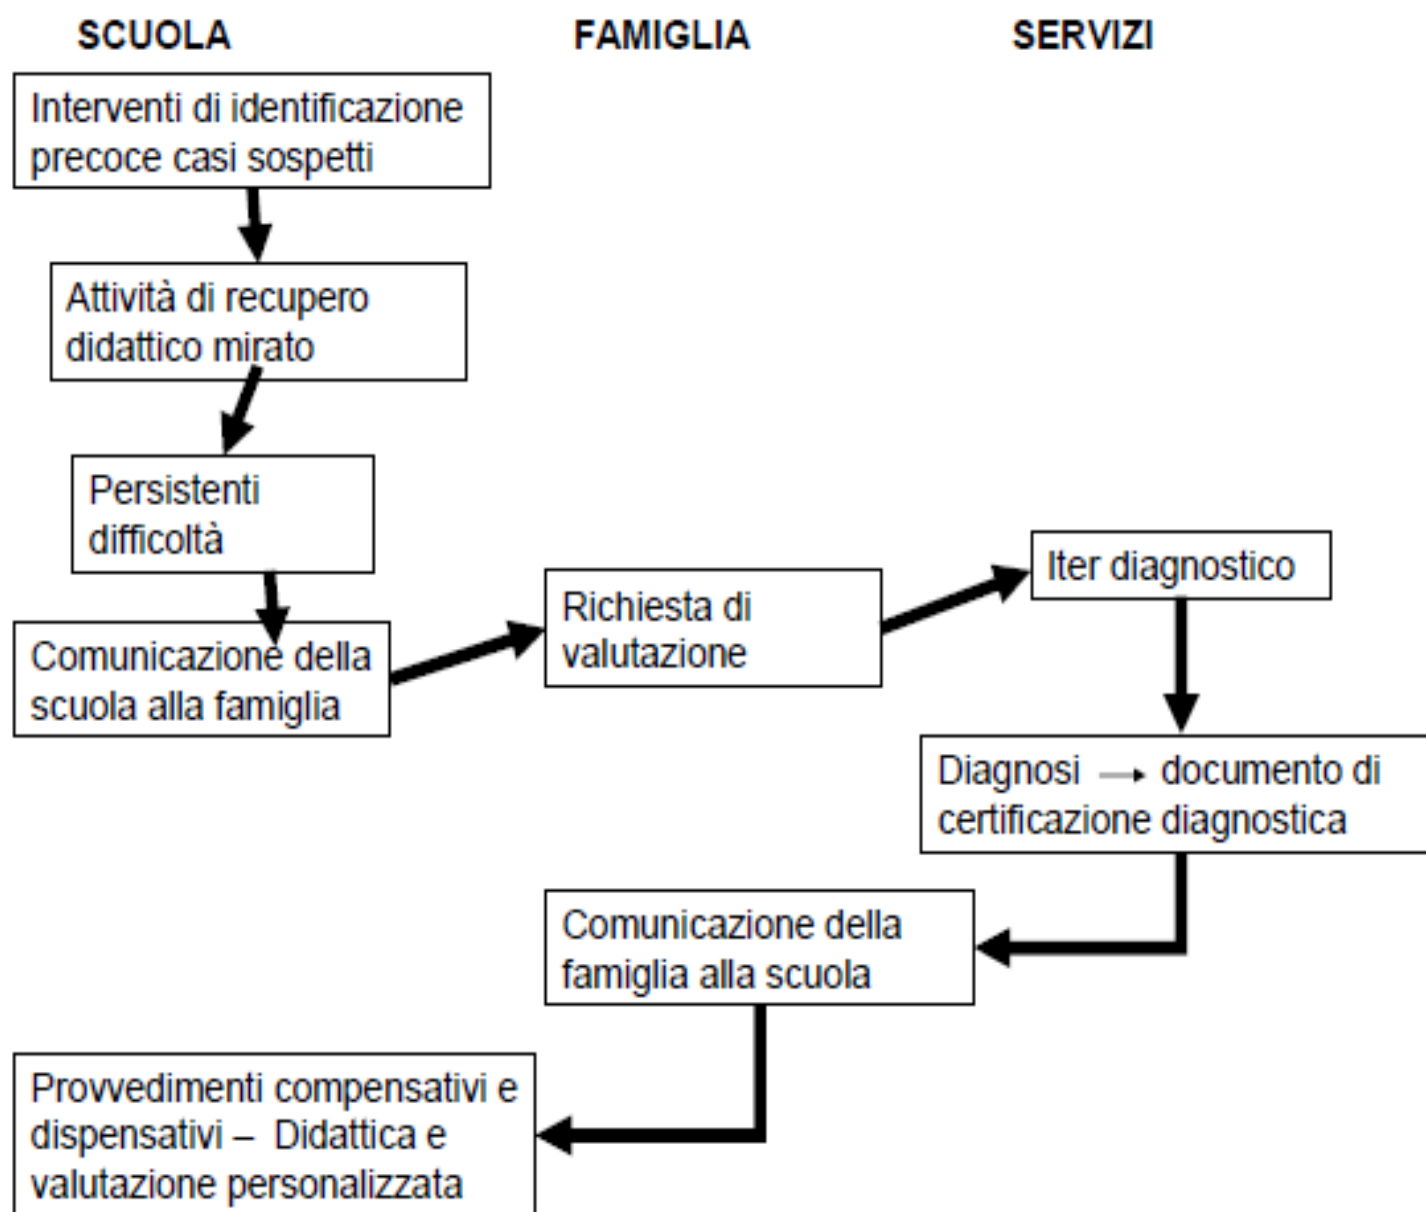 SCUOLA FAMIGLIA SERVIZI
Interventi di identificazione
precoce casi sospetti
Attività di recupero
didattico mirato
Persistenti
difficoltà
Comunicazione della
scuola alla famiglia
Richiesta di
valutazione
Iter diagnostico
Diagnosi → documento di
certificazione diagnostica
Comunicazione della
famiglia alla scuola
Provvedimenti compensativi e
dispensativi – Didattica e
valutazione personalizzata